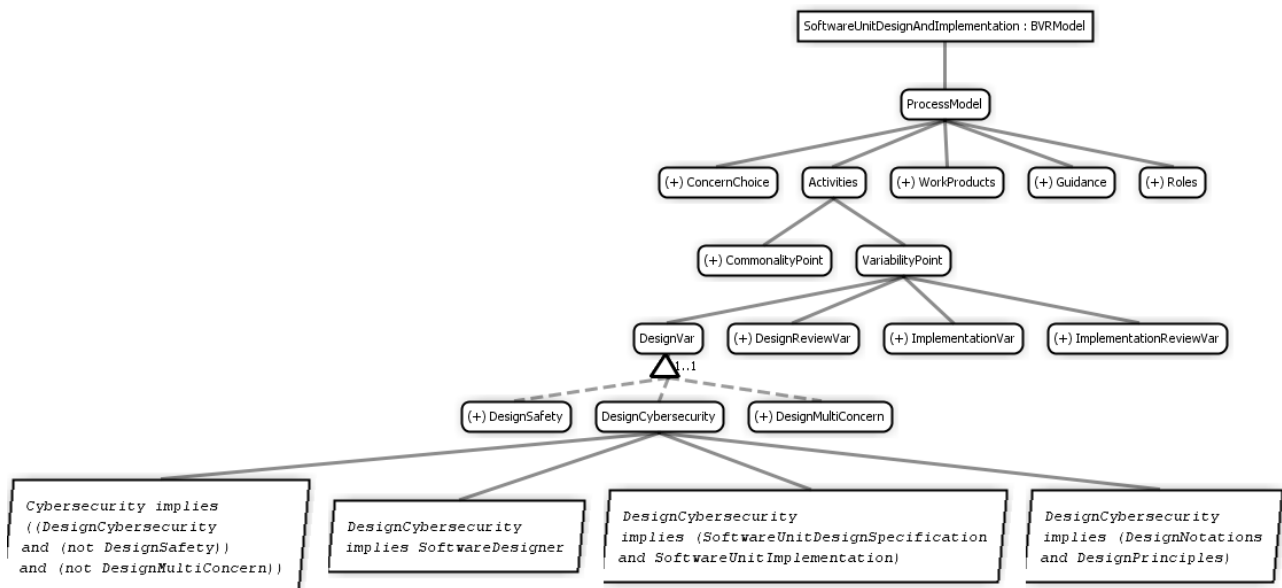 SoftwareUnitDesignAndImplementation : BVRModel
ProcessModel
(+) ConcernChoice
Activities
(+) WorkProducts
(+) Guidance
(+) Roles
(+) CommonalityPoint
VariabilityPoint
DesignVar
(+) DesignReviewVar
(+) ImplementationVar
(+) ImplementationReviewVar
1..1
(+) DesignSafety
DesignCybersecurity
(+) DesignMultiConcern
Cybersecurity implies
((DesignCybersecurity
and (not DesignSafety))
and (not DesignMultiConcern))
DesignCybersecurity
implies SoftwareDesigner
DesignCybersecurity
implies (SoftwareUnitDesignSpecification
and SoftwareUnitImplementation)
DesignCybersecurity
implies (DesignNotations
and DesignPrinciples)